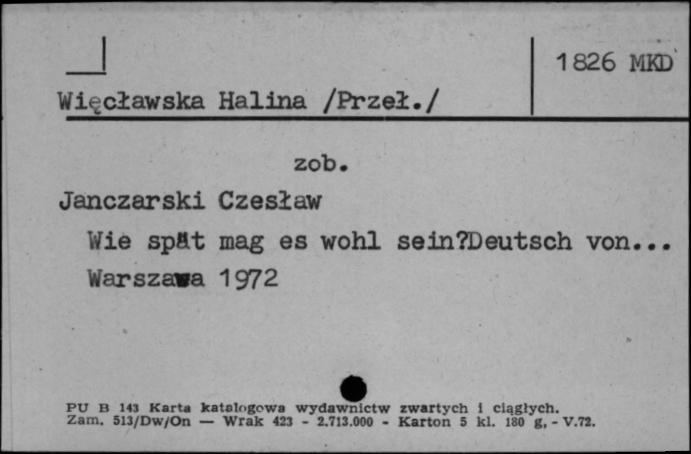 1826 MKD
Więcławska Halina /Przeł./
zob.
Janczarski Czesław
Wie spät mag es wohl sein?Deutsch von...
Warszawa 1972
PU B 143 Karta katalogowa wydawnictw zwartych i ciągłych.
Zam. 513/Dw/On — Wrak 423 - 2.713.000 - Karton 5 kl. 180 g, - V.72.